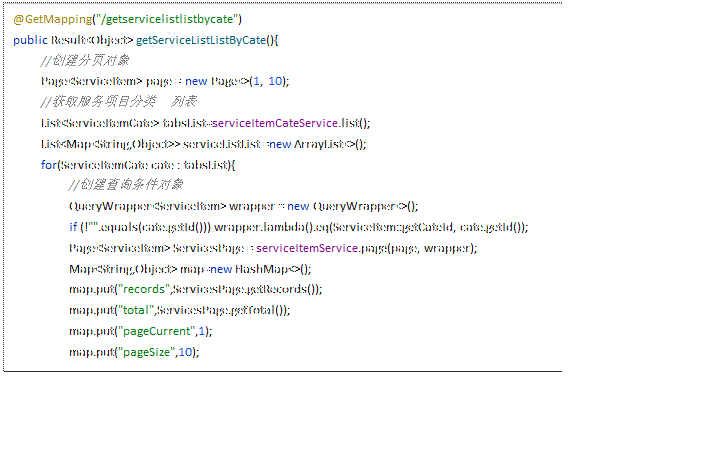 @GetMapping("/getservicelistlistbycate")
public Result<Object> getServiceListListByCate(){
//创建分页对象
Page<ServiceItem> page = new Page<>(1, 10);
//获取服务项目分类 列表
List<ServiceItemCate> tabsList=serviceItemCateService.list();
List<Map<String,Object>> serviceListList =new ArrayList<>();
for(ServiceItemCate cate : tabsList){
//创建查询条件对象
QueryWrapper<ServiceItem> wrapper = new QueryWrapper<>();
if (!"".equals(cate.getId())) wrapper.lambda().eq(ServiceItem::getCateId, cate.getId());
Page<ServiceItem> ServicesPage = serviceItemService.page(page, wrapper);
Map<String,Object> map=new HashMap<>();
map.put("records",ServicesPage.getRecords());
map.put("total",ServicesPage.getTotal());
map.put("pageCurrent",1);
map.put("pageSize",10);